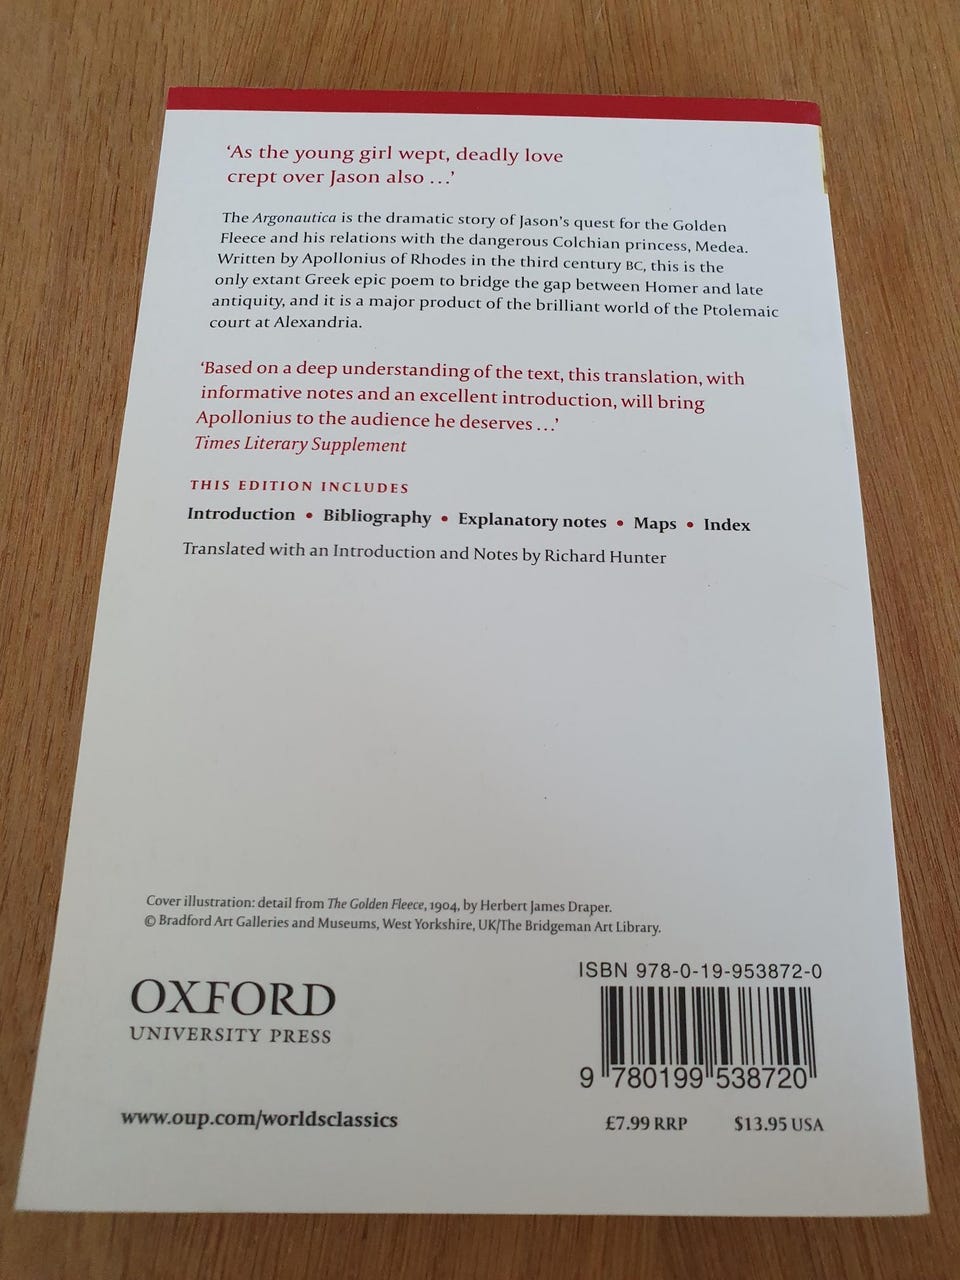 ‘As the young girl wept, deadly love
crept over Jason also …’
The Argonautica is the dramatic story of Jason’s quest for the Golden
Fleece and his relations with the dangerous Colchian princess, Medea.
Written by Apollonius of Rhodes in the third century BC, this is the
only extant Greek epic poem to bridge the gap between Homer and late
antiquity, and it is a major product of the brilliant world of the Ptolemaic
court at Alexandria.
‘Based on a deep understanding of the text, this translation, with
informative notes and an excellent introduction, will bring
Apollonius to the audience he deserves …’
Times Literary Supplement
THIS EDITION INCLUDES
Introduction • Bibliography • Explanatory notes • Maps • Index
Translated with an Introduction and Notes by Richard Hunter
Cover illustration: detail from The Golden Fleece, 1904, by Herbert James Draper.
© Bradford Art Galleries and Museums, West Yorkshire, UK/The Bridgeman Art Library.
OXFORD
UNIVERSITY PRESS
www.oup.com/worldsclassics
ISBN 978-0-19-953872-0
9 780199 538720
£7.99 RRP $13.95 USA